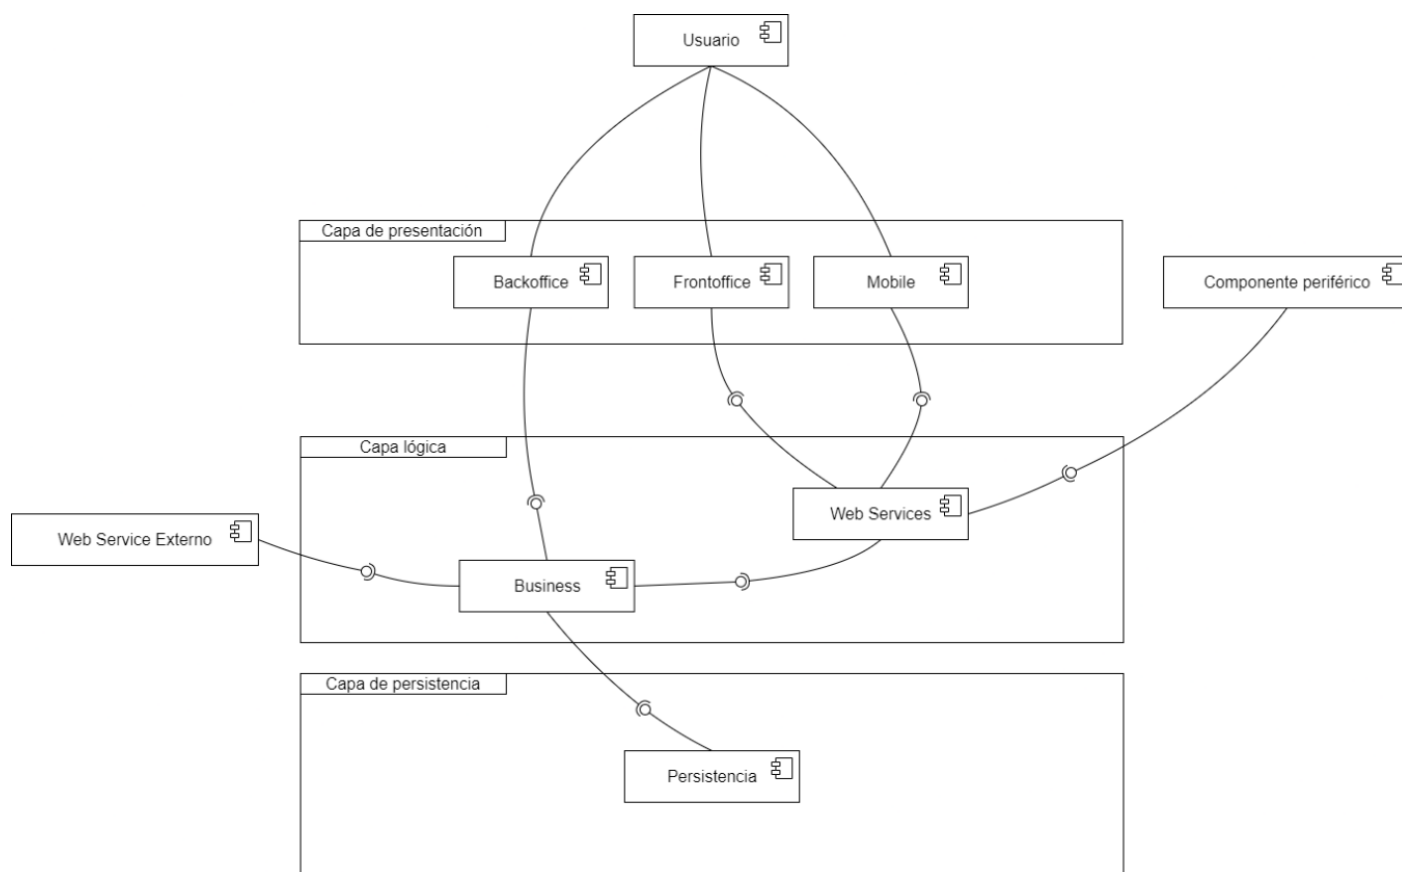 Usuario
Capa de presentación
Backoffice
Frontoffice
Mobile
Componente periférico
Capa lógica
Web Services
Web Service Externo
Business
Capa de persistencia
Persistencia